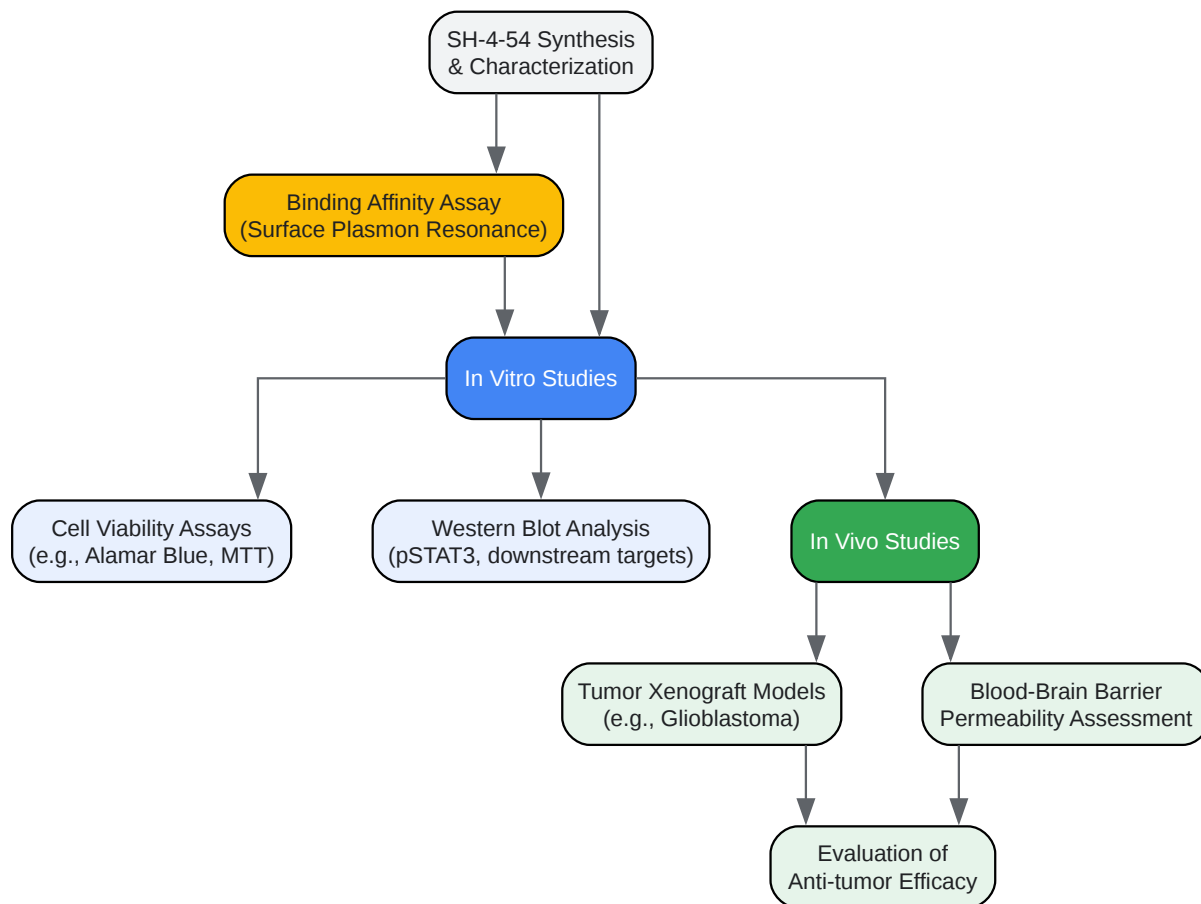 SH-4-54 Synthesis
& Characterization
Binding Affinity Assay
(Surface Plasmon Resonance)
In Vitro Studies
Cell Viability Assays
(e.g., Alamar Blue, MTT)
Western Blot Analysis
(pSTAT3, downstream targets)
In Vivo Studies
Tumor Xenograft Models
(e.g., Glioblastoma)
Blood-Brain Barrier
Permeability Assessment
Evaluation of
Anti-tumor Efficacy